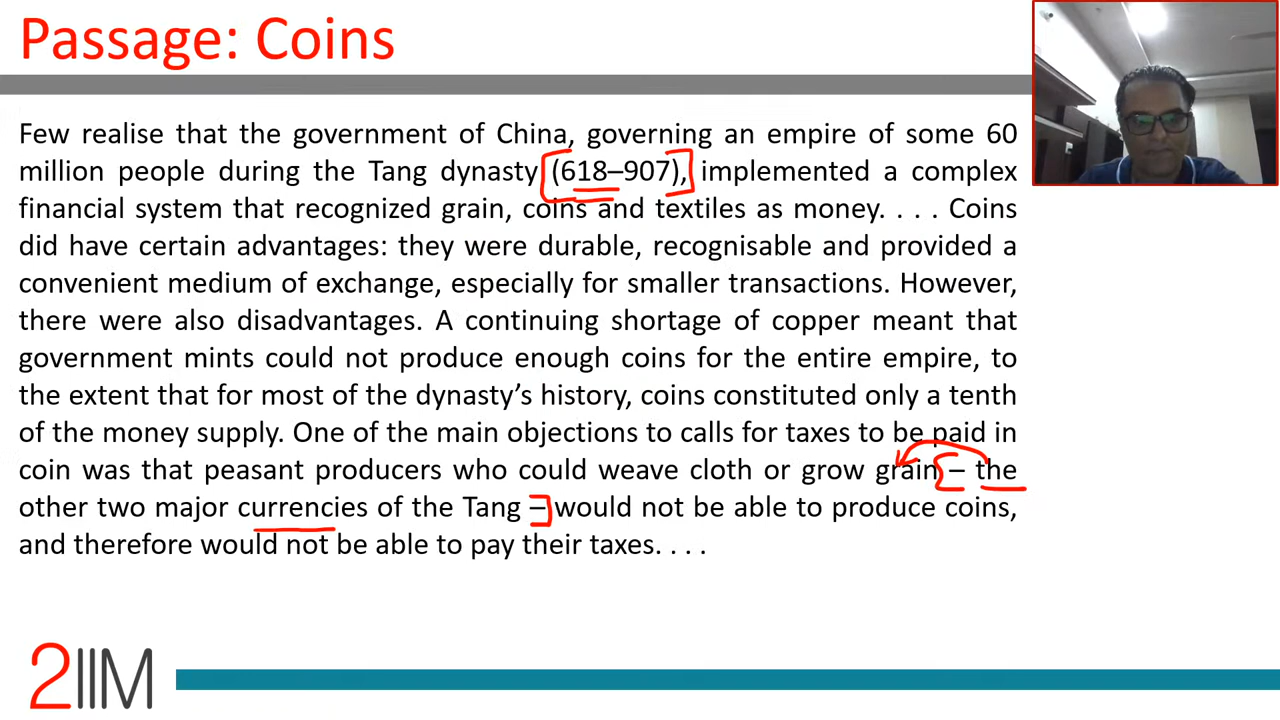 Passage: Coins
Few realise that the government of China, governing an empire of some 60
million people during the Tang dynasty (618–907), implemented a complex
financial system that recognized grain, coins and textiles as money. . . . Coins
did have certain advantages: they were durable, recognisable and provided a
convenient medium of exchange, especially for smaller transactions. However,
there were also disadvantages. A continuing shortage of copper meant that
government mints could not produce enough coins for the entire empire, to
the extent that for most of the dynasty’s history, coins constituted only a tenth
of the money supply. One of the main objections to calls for taxes to be paid in
coin was that peasant producers who could weave cloth or grow grain – the
other two major currencies of the Tang – would not be able to produce coins,
and therefore would not be able to pay their taxes. . . .
2IIM